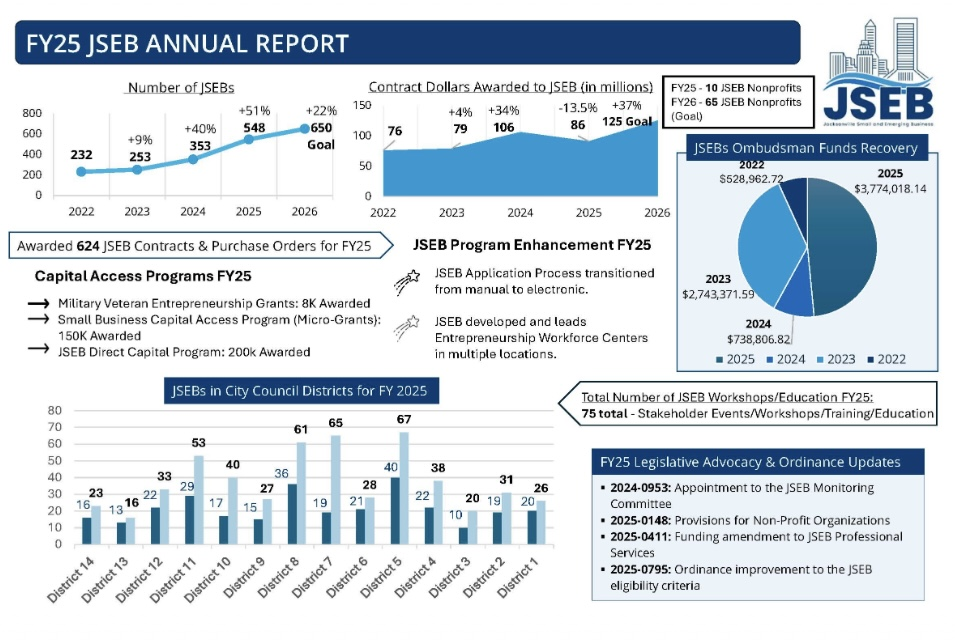 FY25 JSEB ANNUAL REPORT
JSEB
Jacksonville Small and Emerging Business
Number of JSEBs
800
600
400
200
0
232
+9%
253
+40%
353
+51%
548
+22%
650
Goal
2022
2023
2024
2025
2026
Contract Dollars Awarded to JSEB (in millions)
150
100
50
0
76
+4%
79
+34%
106
-13.5%
86
+37%
125 Goal
2022
2023
2024
2025
2026
FY25 - 10 JSEB Nonprofits
FY26 - 65 JSEB Nonprofits
(Goal)
JSEBs Ombudsman Funds Recovery
2022
$528,962.72
2025
$3,774,018.14
2023
$2,743,371.59
2024
$738,806.82
2025
2024
2023
2022
Awarded 624 JSEB Contracts & Purchase Orders for FY25
Capital Access Programs FY25
Military Veteran Entrepreneurship Grants: 8K Awarded
Small Business Capital Access Program (Micro-Grants):
150K Awarded
JSEB Direct Capital Program: 200k Awarded
JSEB Program Enhancement FY25
JSEB Application Process transitioned
from manual to electronic.
JSEB developed and leads
Entrepreneurship Workforce Centers
in multiple locations.
JSEBs in City Council Districts for FY 2025
80
70
60
50
40
30
20
10
0
16
23
13
16
22
33
29
53
17
40
15
27
36
61
19
65
21
28
40
67
22
38
10
20
19
31
20
26
District 14
District 13
District 12
District 11
District 10
District 9
District 8
District 7
District 6
District 5
District 4
District 3
District 2
District 1
Total Number of JSEB Workshops/Education FY25:
75 total - Stakeholder Events/Workshops/Training/Education
FY25 Legislative Advocacy & Ordinance Updates
▪ 2024-0953: Appointment to the JSEB Monitoring
Committee
▪ 2025-0148: Provisions for Non-Profit Organizations
▪ 2025-0411: Funding amendment to JSEB Professional
Services
▪ 2025-0795: Ordinance improvement to the JSEB
eligibility criteria